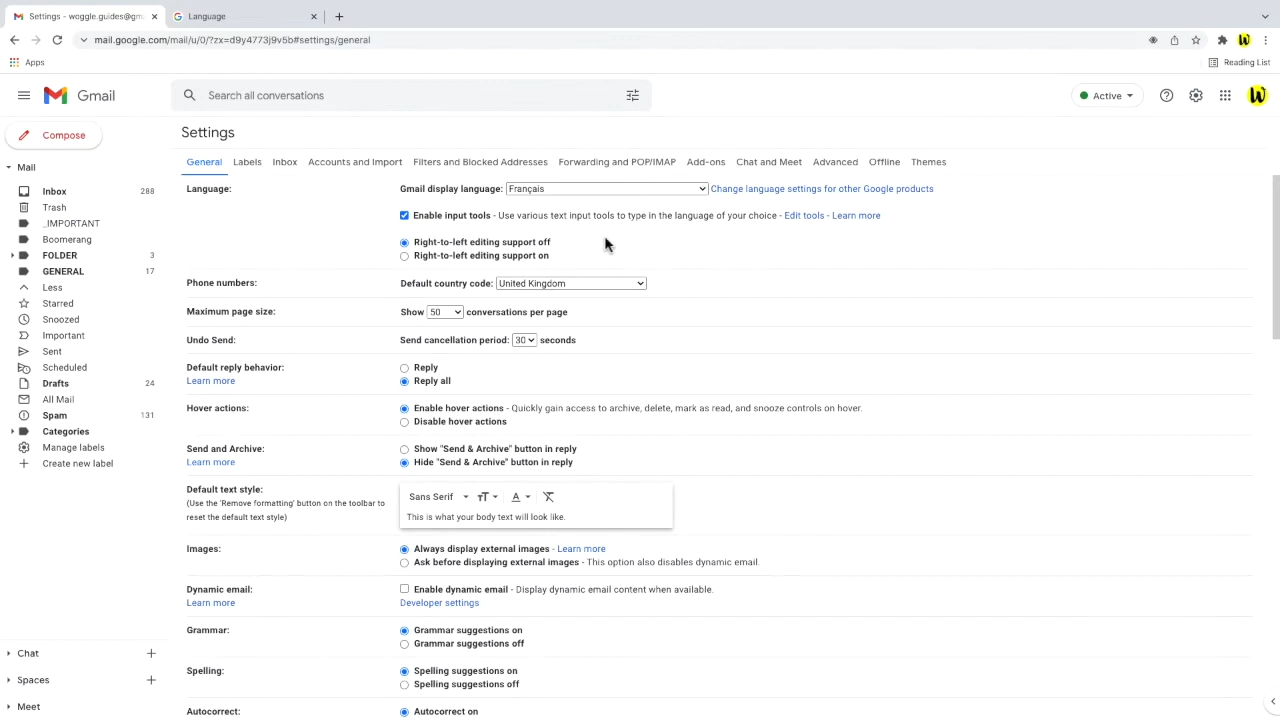 Settings - woggle.guides@gm
Language
mail.google.com/mail/u/0/?zx=d9y4773j9v5b#settings/general
Apps
Reading List
Gmail
Search all conversations
Active
Compose
Settings
General Labels Inbox Accounts and Import Filters and Blocked Addresses Forwarding and POP/IMAP Add-ons Chat and Meet Advanced Offline Themes
Mail
Inbox 288
Trash
_IMPORTANT
Boomerang
FOLDER 3
GENERAL 17
Less
Starred
Snoozed
Important
Sent
Scheduled
Drafts 24
All Mail
Spam 131
Categories
Manage labels
Create new label
Chat
Spaces
Meet
Language: Gmail display language: Français Change language settings for other Google products
Enable input tools - Use various text input tools to type in the language of your choice - Edit tools - Learn more
Right-to-left editing support off
Right-to-left editing support on
Phone numbers: Default country code: United Kingdom
Maximum page size: Show 50 conversations per page
Undo Send: Send cancellation period: 30 seconds
Default reply behavior: Reply
Learn more Reply all
Hover actions: Enable hover actions - Quickly gain access to archive, delete, mark as read, and snooze controls on hover.
Disable hover actions
Send and Archive: Show "Send & Archive" button in reply
Learn more Hide "Send & Archive" button in reply
Default text style: Sans Serif
(Use the 'Remove formatting' button on the toolbar to
reset the default text style) This is what your body text will look like.
Images: Always display external images - Learn more
Ask before displaying external images - This option also disables dynamic email.
Dynamic email: Enable dynamic email - Display dynamic email content when available.
Learn more Developer settings
Grammar: Grammar suggestions on
Grammar suggestions off
Spelling: Spelling suggestions on
Spelling suggestions off
Autocorrect: Autocorrect on